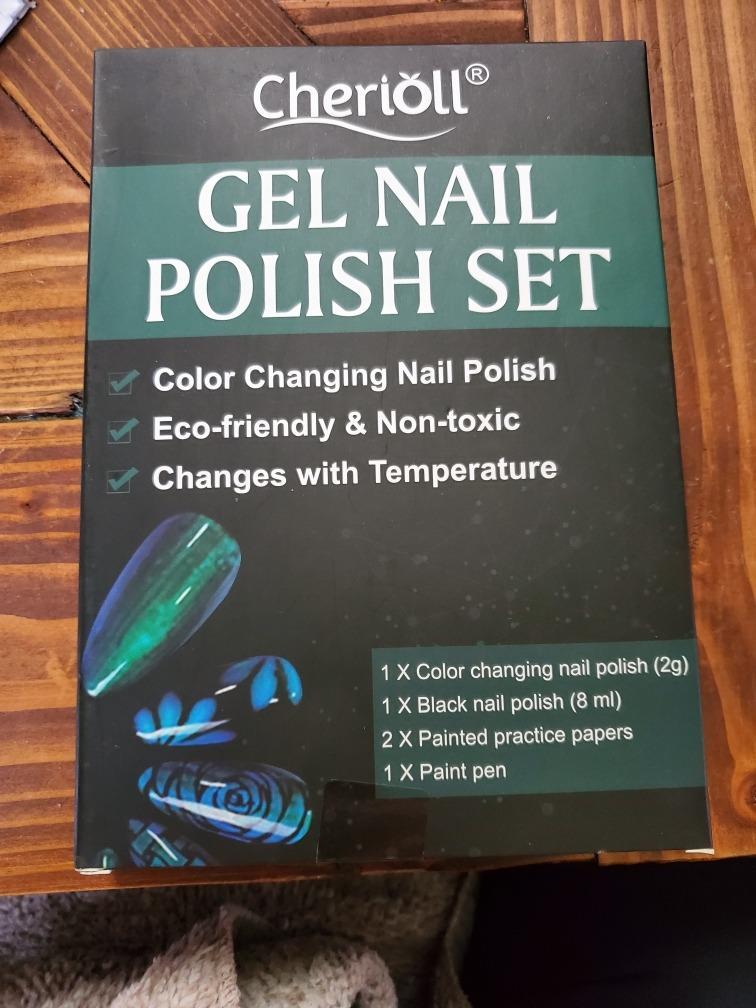 Cheriŏll®
GEL NAIL
POLISH SET
Color Changing Nail Polish
Eco-friendly & Non-toxic
Changes with Temperature
1 X Color changing nail polish (2g)
1 X Black nail polish (8 ml)
2 X Painted practice papers
1 X Paint pen